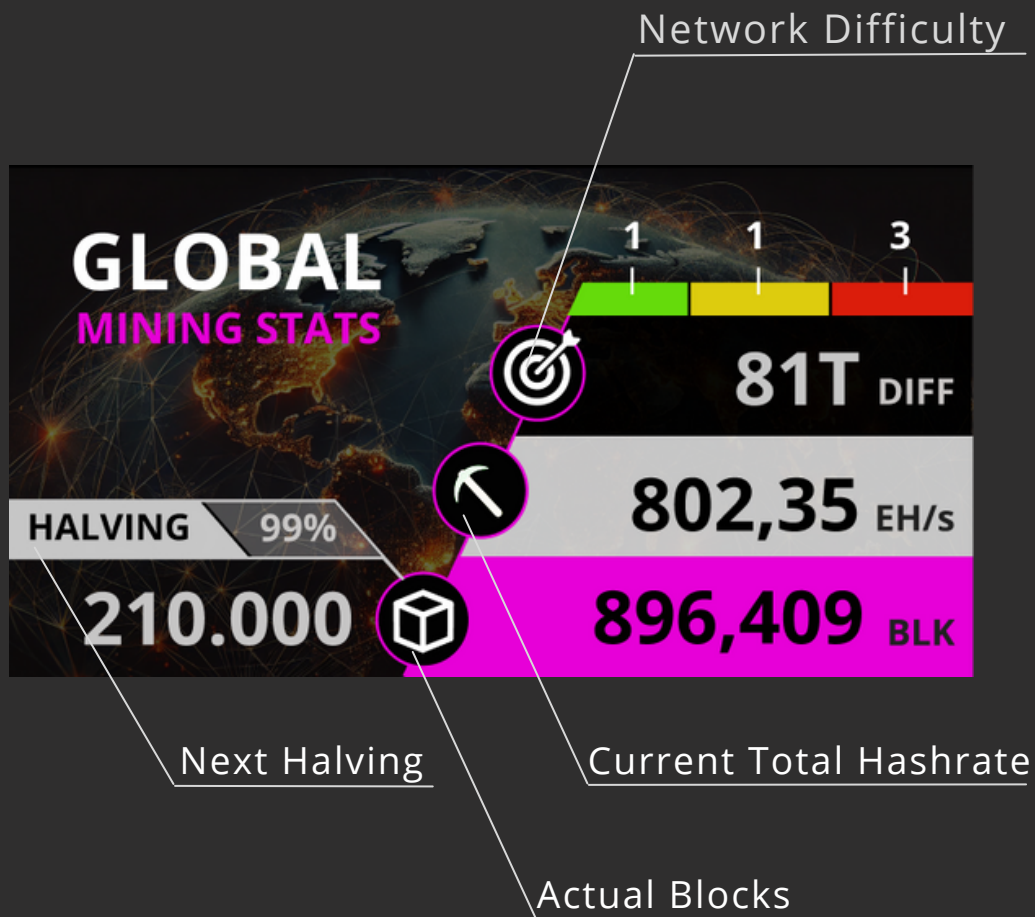 Network Difficulty
GLOBAL
MINING STATS
1 1 3
81T DIFF
802,35 EH/s
HALVING 99%
210.000
896,409 BLK
Next Halving
Current Total Hashrate
Actual Blocks